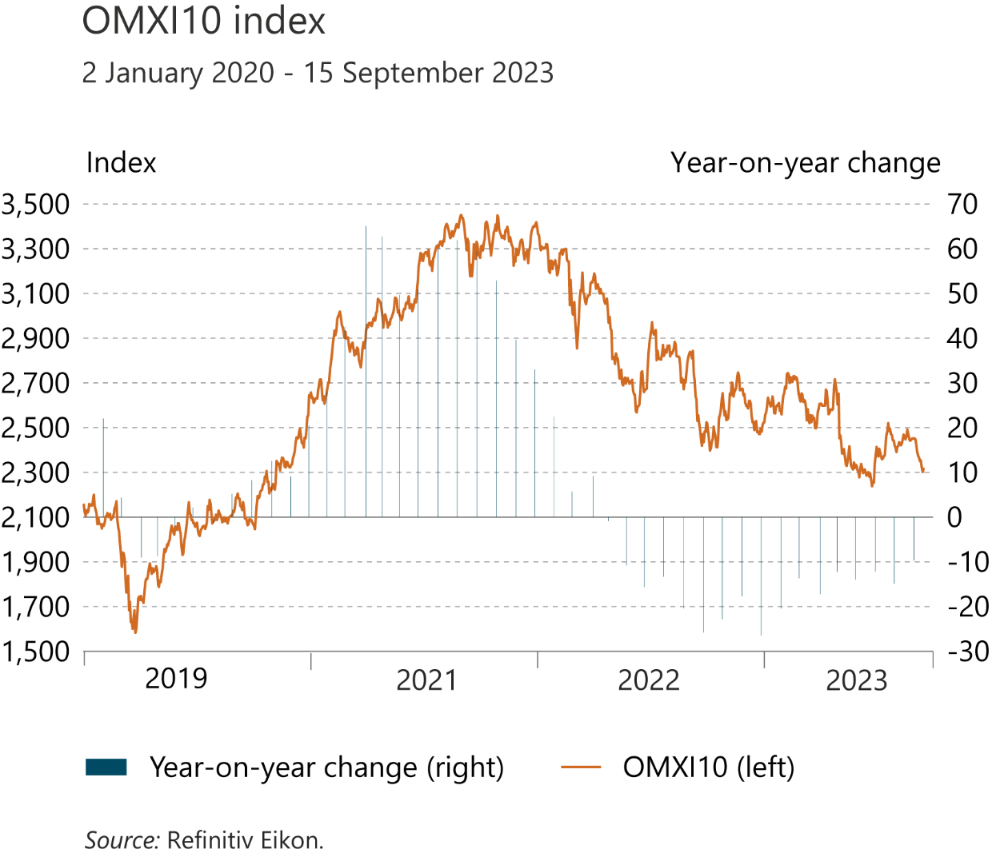 OMXI10 index
2 January 2020 - 15 September 2023
Index Year-on-year change
3,500 70
3,300 60
3,100 50
2,900 40
2,700 30
2,500 20
2,300 10
2,100 0
1,900 -10
1,700 -20
1,500 -30
2019 2021 2022 2023
Year-on-year change (right) OMXI10 (left)
Source: Refinitiv Eikon.